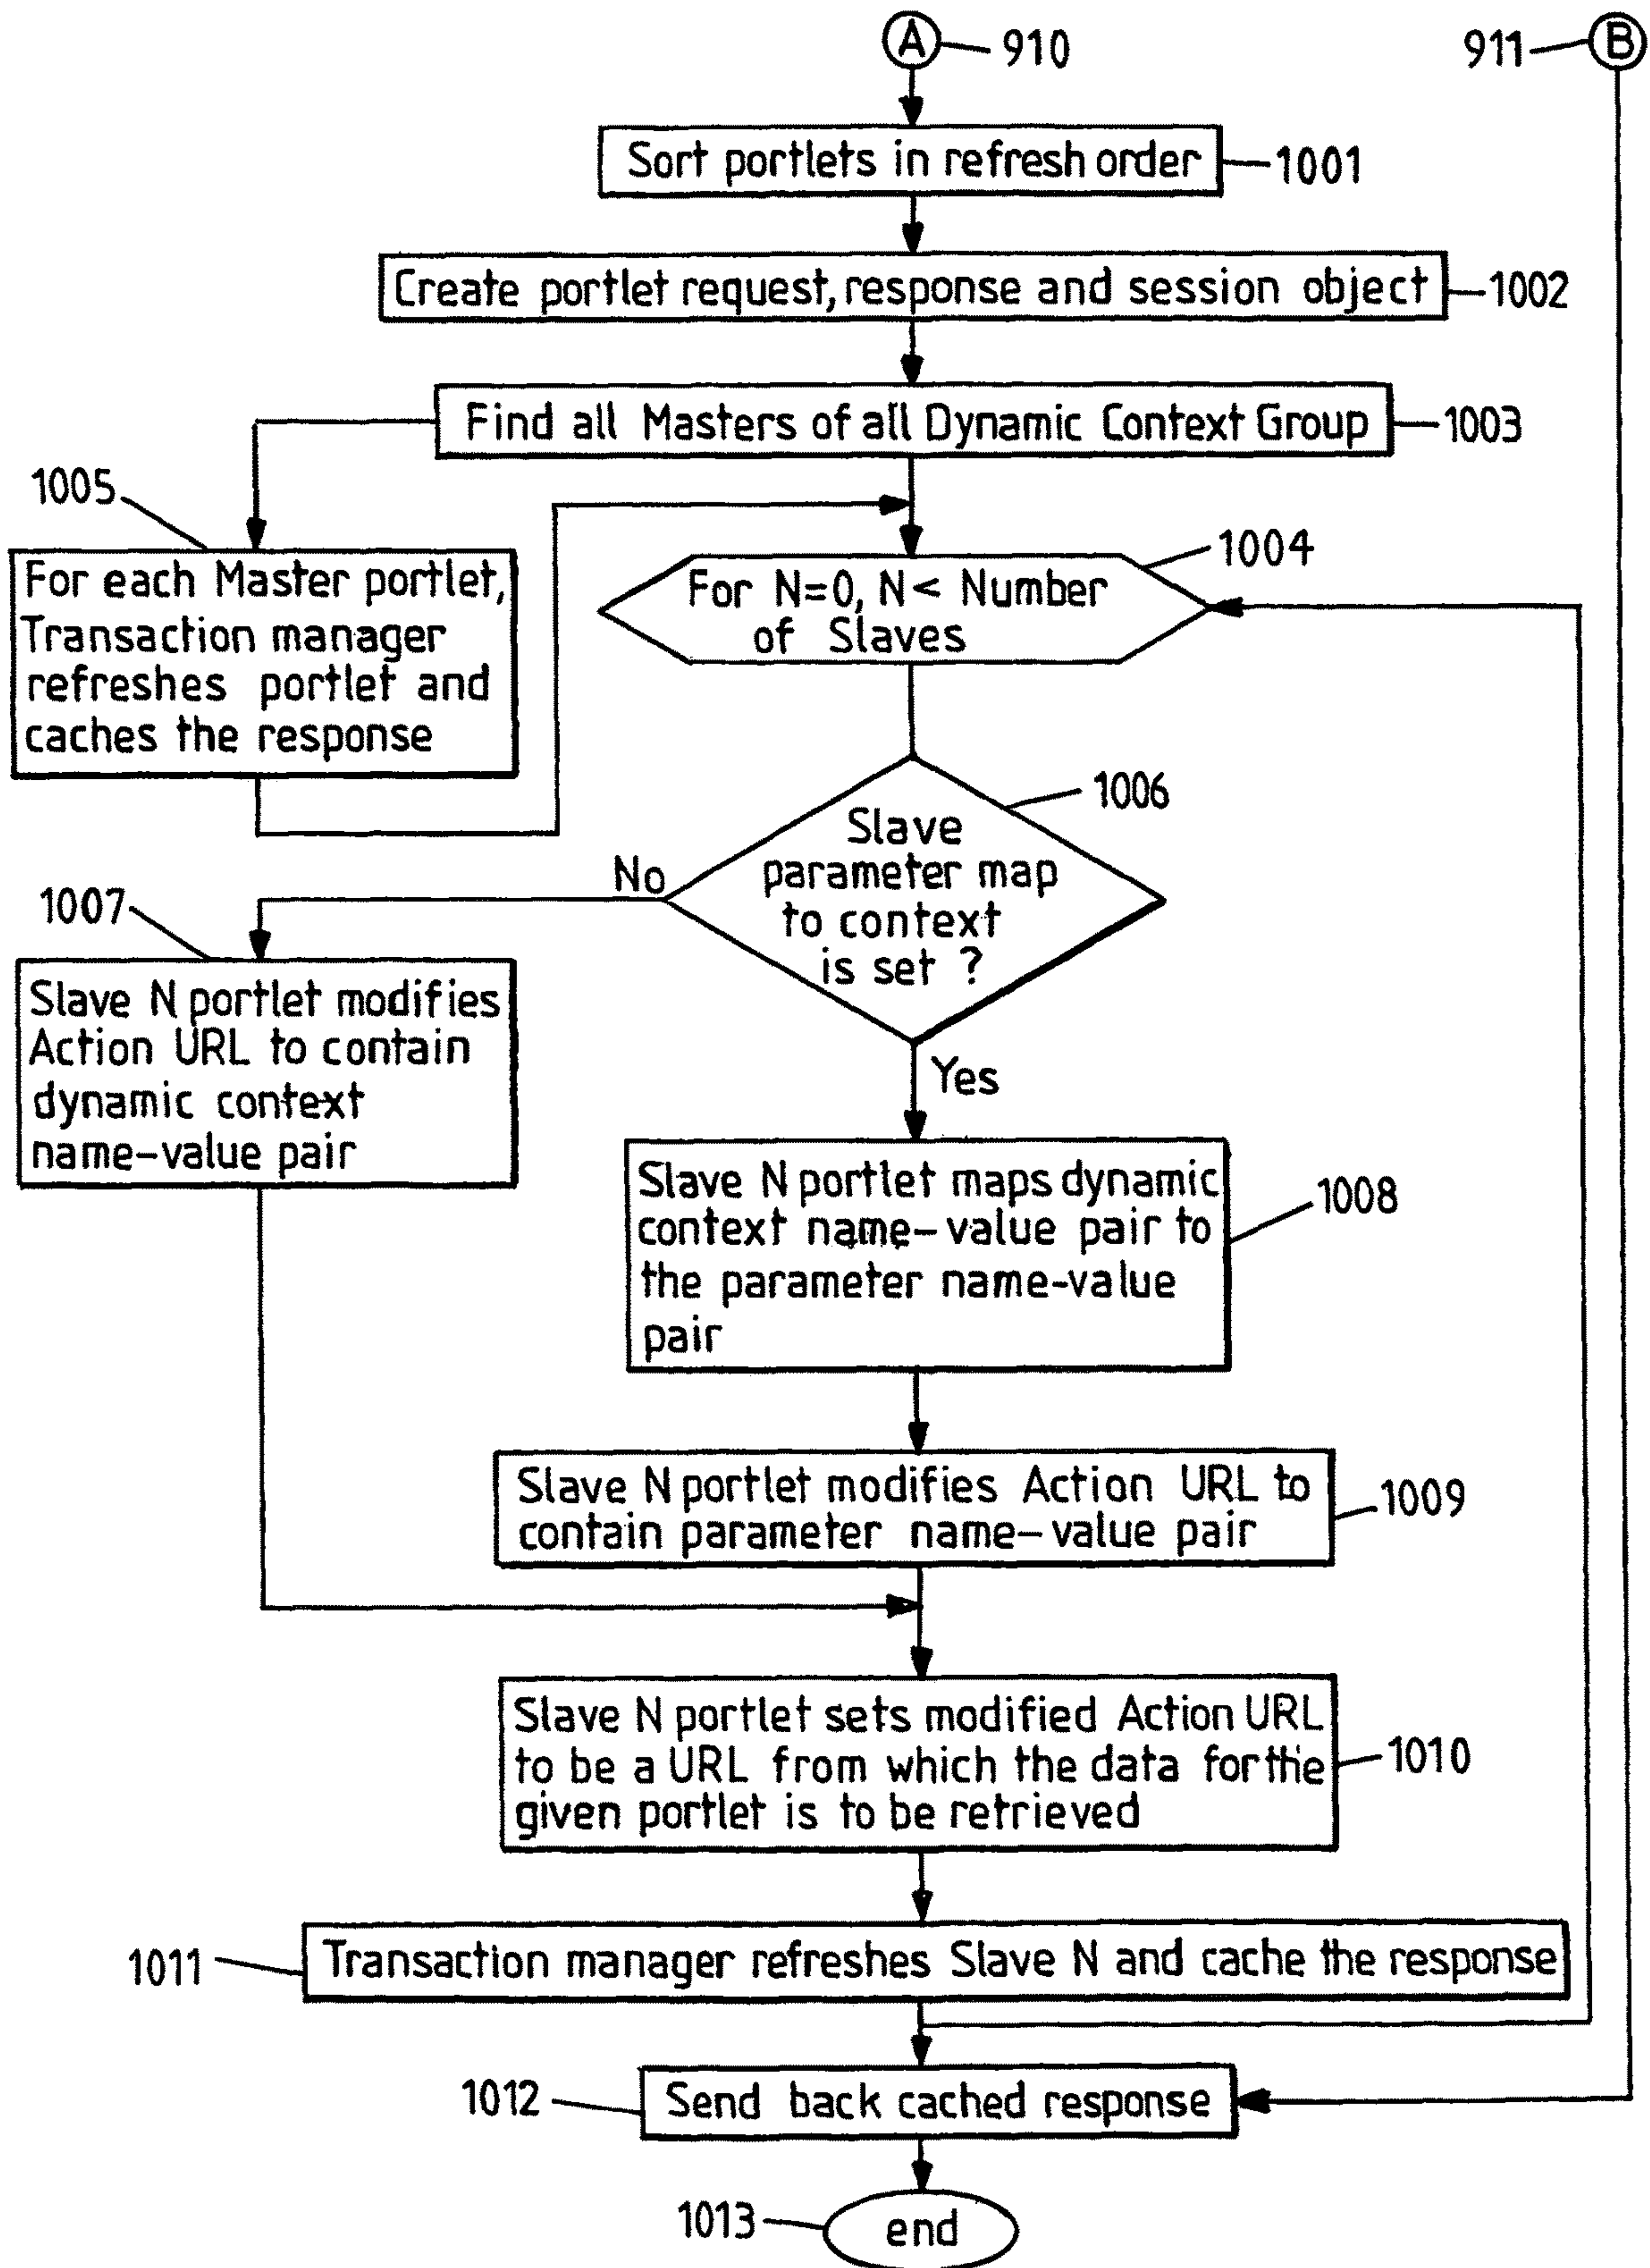 A
910
911
B
Sort portlets in refresh order
1001
Create portlet request, response and session object
1002
Find all Masters of all Dynamic Context Group
1003
1005
For each Master portlet,
Transaction manager
refreshes portlet and
caches the response
1004
For N=0, N< Number
of Slaves
1006
Slave
parameter map
to context
is set ?
No
1007
Slave N portlet modifies
Action URL to contain
dynamic context
name-value pair
Yes
Slave N portlet maps dynamic
context name-value pair to
the parameter name-value
pair
1008
Slave N portlet modifies Action URL to
contain parameter name-value pair
1009
Slave N portlet sets modified Action URL
to be a URL from which the data for the
given portlet is to be retrieved
1010
1011
Transaction manager refreshes Slave N and cache the response
1012
Send back cached response
1013
end